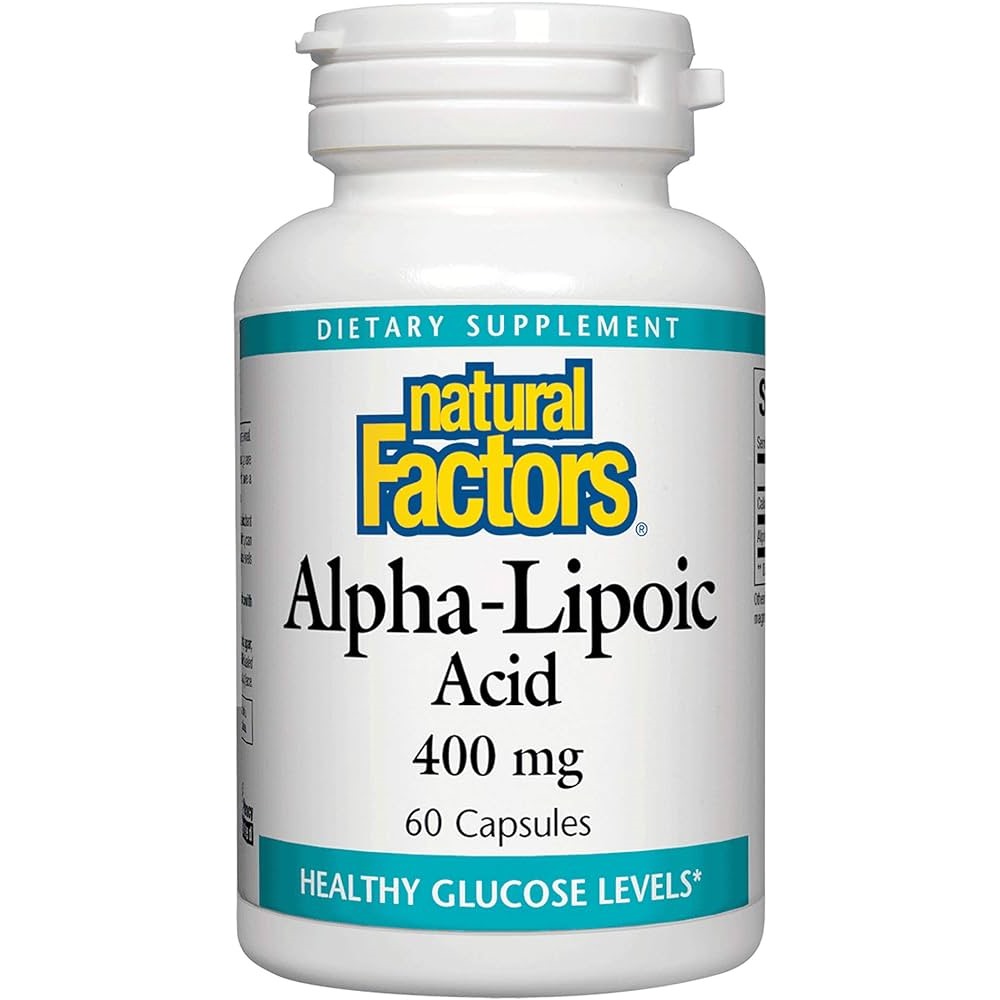 DIETARY SUPPLEMENT
natural
Factors®
Alpha-Lipoic
Acid
400 mg
60 Capsules
HEALTHY GLUCOSE LEVELS*